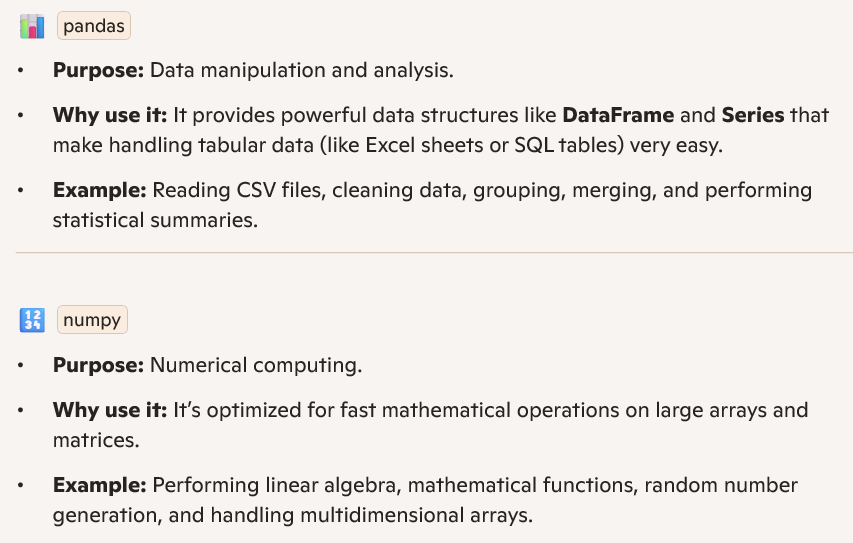 pandas
• Purpose: Data manipulation and analysis.
• Why use it: It provides powerful data structures like DataFrame and Series that
make handling tabular data (like Excel sheets or SQL tables) very easy.
• Example: Reading CSV files, cleaning data, grouping, merging, and performing
statistical summaries.
1234 numpy
• Purpose: Numerical computing.
• Why use it: It’s optimized for fast mathematical operations on large arrays and
matrices.
• Example: Performing linear algebra, mathematical functions, random number
generation, and handling multidimensional arrays.